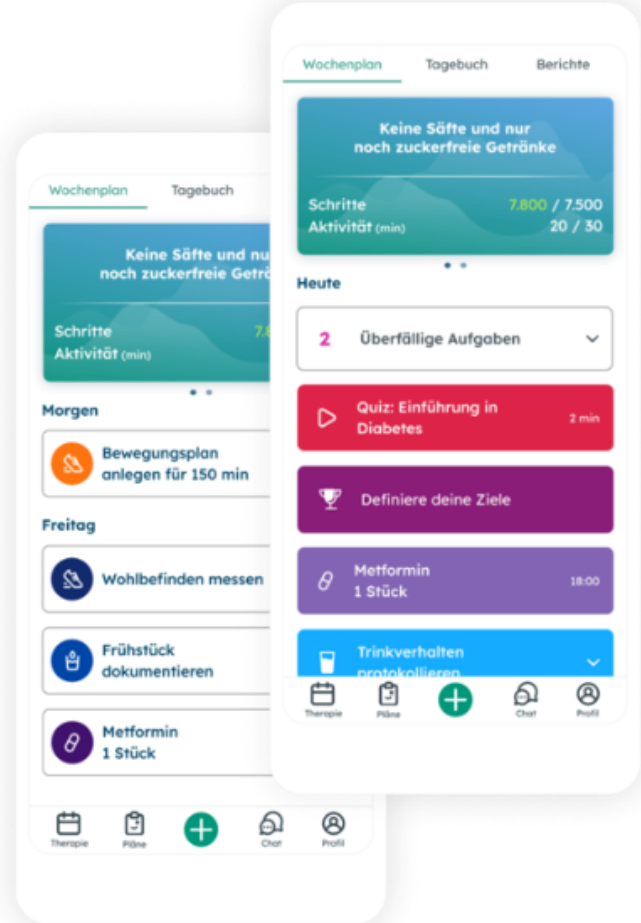 Wochenplan Tagebuch Berichte
Keine Säfte und nur
noch zuckerfreie Getränke
Schritte 7.800 / 7.500
Aktivität (min) 20 / 30
Heute
2 Überfällige Aufgaben
Quiz: Einführung in
Diabetes
2 min
Definiere deine Ziele
Metformin
1 Stück
18:00
Trinkverhalten
protokollieren
Therapie Pläne Chat Profil
Wochenplan Tagebuch
Keine Säfte und nu
noch zuckerfreie Geträ
Schritte 7.8
Aktivität (min)
Morgen
Bewegungsplan
anlegen für 150 min
Freitag
Wohlbefinden messen
Frühstück
dokumentieren
Metformin
1 Stück
Therapie Pläne Chat Profil